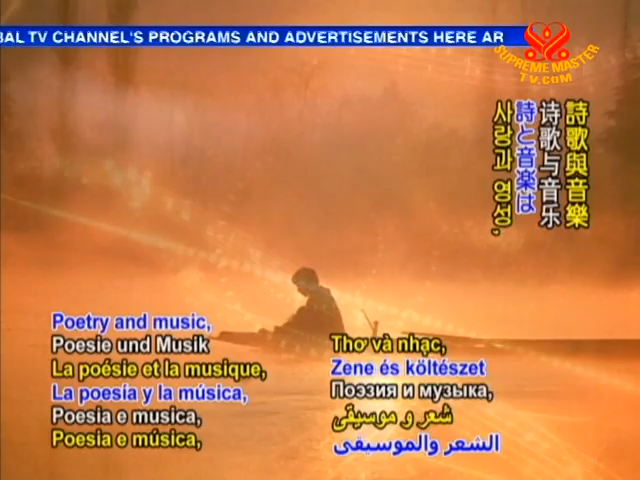 BAL TV CHANNEL'S PROGRAMS AND ADVERTISEMENTS HERE AR
SUPREME MASTER
TV.COM
詩歌與音樂
诗歌与音乐
詩と音楽は
사랑과 영성,
Poetry and music,
Poesie und Musik
La poésie et la musique,
La poesía y la música,
Poesia e musica,
Poesia e música,
Thơ và nhạc,
Zene és költészet
Поэзия и музыка,
شعر و موسیقی
الشعر والموسيقى